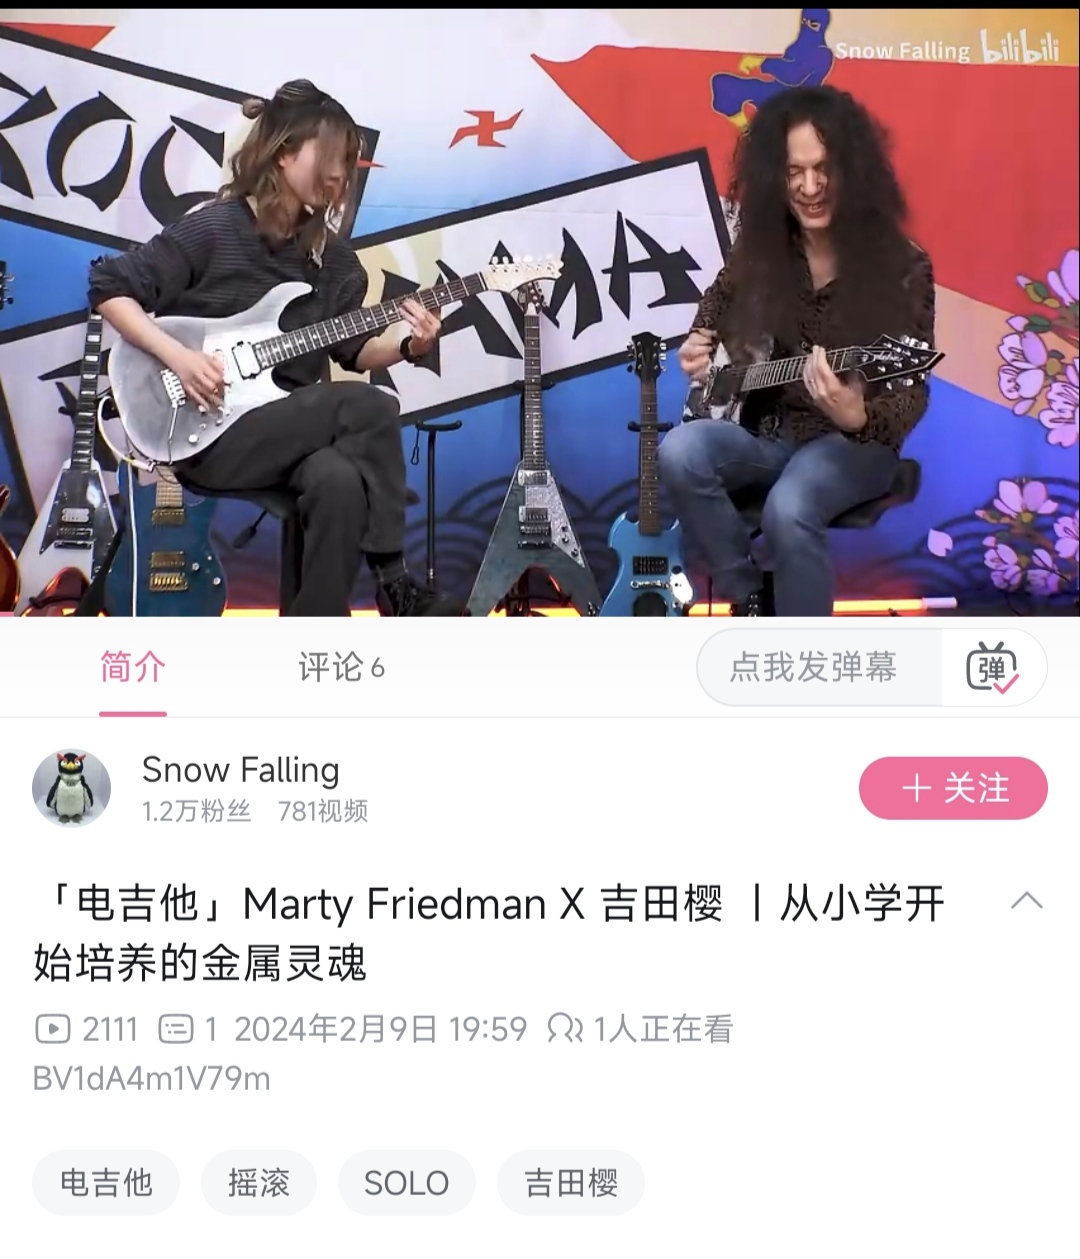 Snow Falling bilibili
ROC
AMA
简介
评论 6
点我发弹幕
弹
Snow Falling
1.2万粉丝 781视频
＋关注
「电吉他」Marty Friedman X 吉田樱 丨从小学开
始培养的金属灵魂
2111 1 2024年2月9日 19:59 1人正在看
BV1dA4m1V79m
电吉他 摇滚 SOLO 吉田樱